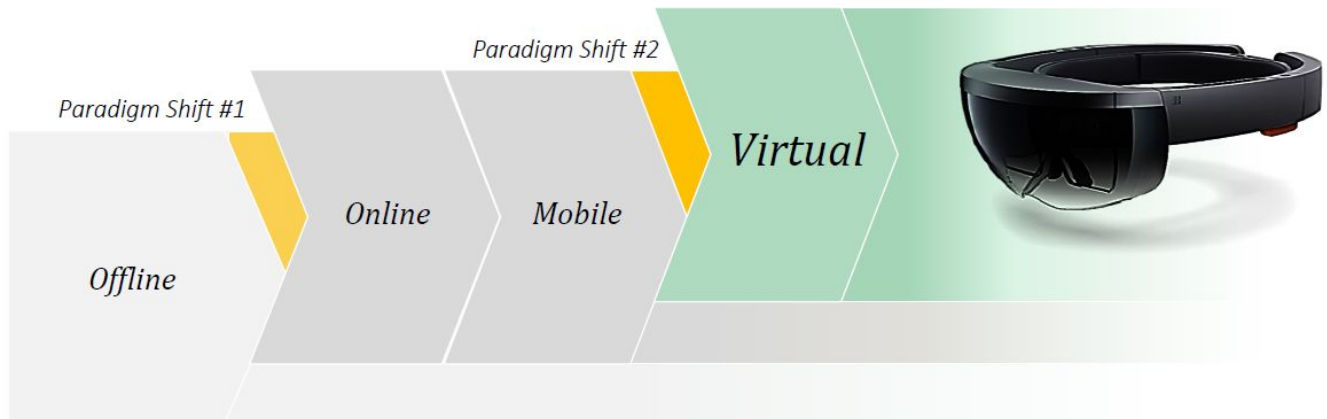 Paradigm Shift #1
Paradigm Shift #2
Offline
Online
Mobile
Virtual